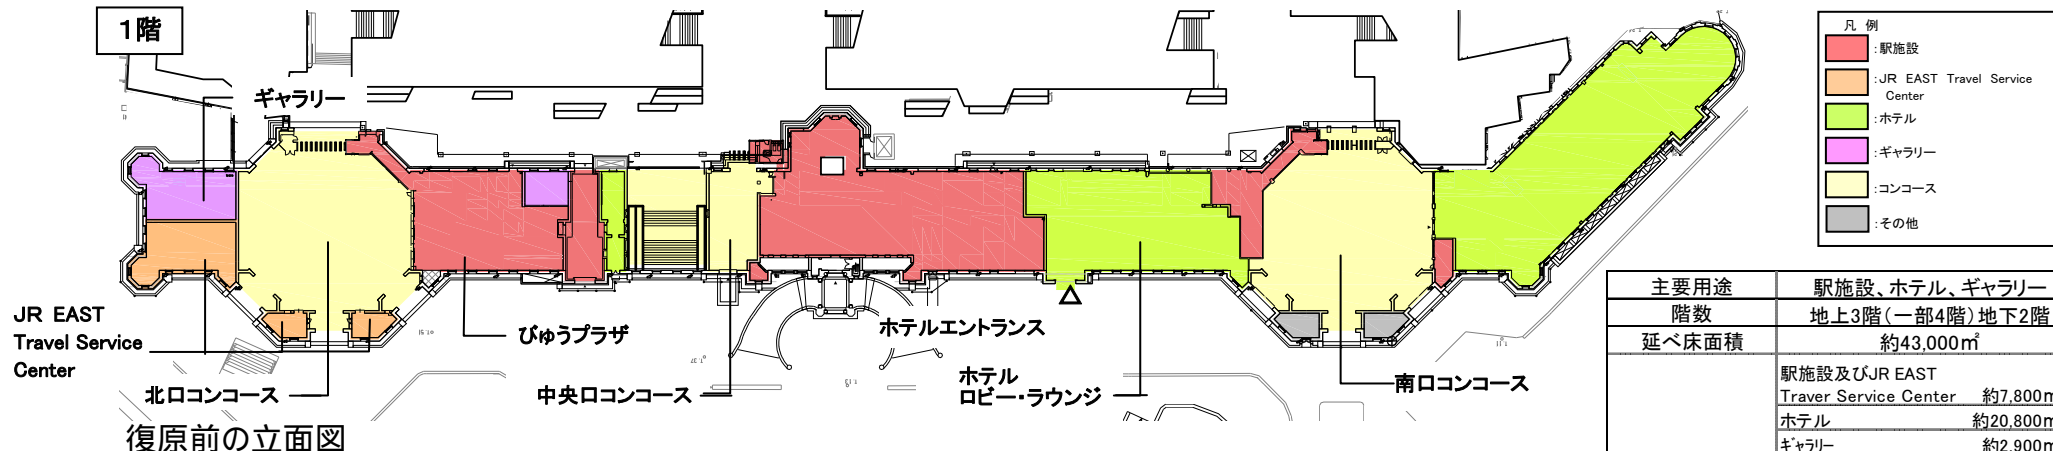 1階
ギャラリー
JR EAST
Travel Service
Center
北口コンコース
びゅうプラザ
中央口コンコース
ホテルエントランス
ホテル
ロビー・ラウンジ
南口コンコース
復原前の立面図
凡 例
:駅施設
:JR EAST Travel Service
Center
:ホテル
:ギャラリー
:コンコース
:その他
主要用途 駅施設、ホテル、ギャラリー
階数 地上3階(一部4階)地下2階
延べ床面積 約43,000㎡
駅施設及びJR EAST
Traver Service Center 約7,800m
ホテル 約20,800m
ギャラリー 約2,900m